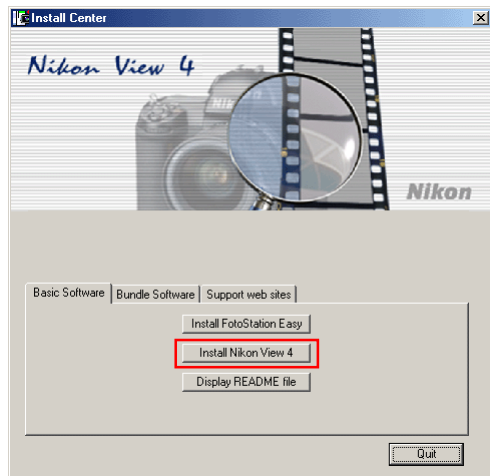 Install Center
Nikon View 4
Nikon
Basic Software Bundle Software Support web sites
Install FotoStation Easy
Install Nikon View 4
Display README file
Quit